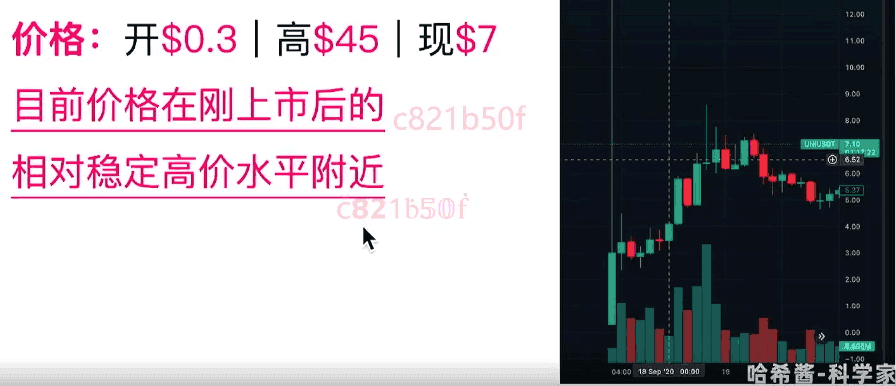 价格：开$0.3｜高$45｜现$7
目前价格在刚上市后的
c821b50f
相对稳定高价水平附近
c821b50f
12.00
11.00
10.00
9.00
8.00
UNIUSDT 7.10
6.52
5.37
5.00
4.00
3.00
2.00
1.00
0.00
-1.00
04:00 18 Sep '20 00:00 19
哈希酱-科学家